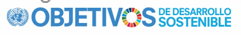 OBJETIVOS DE DESARROLLO
SOSTENIBLE